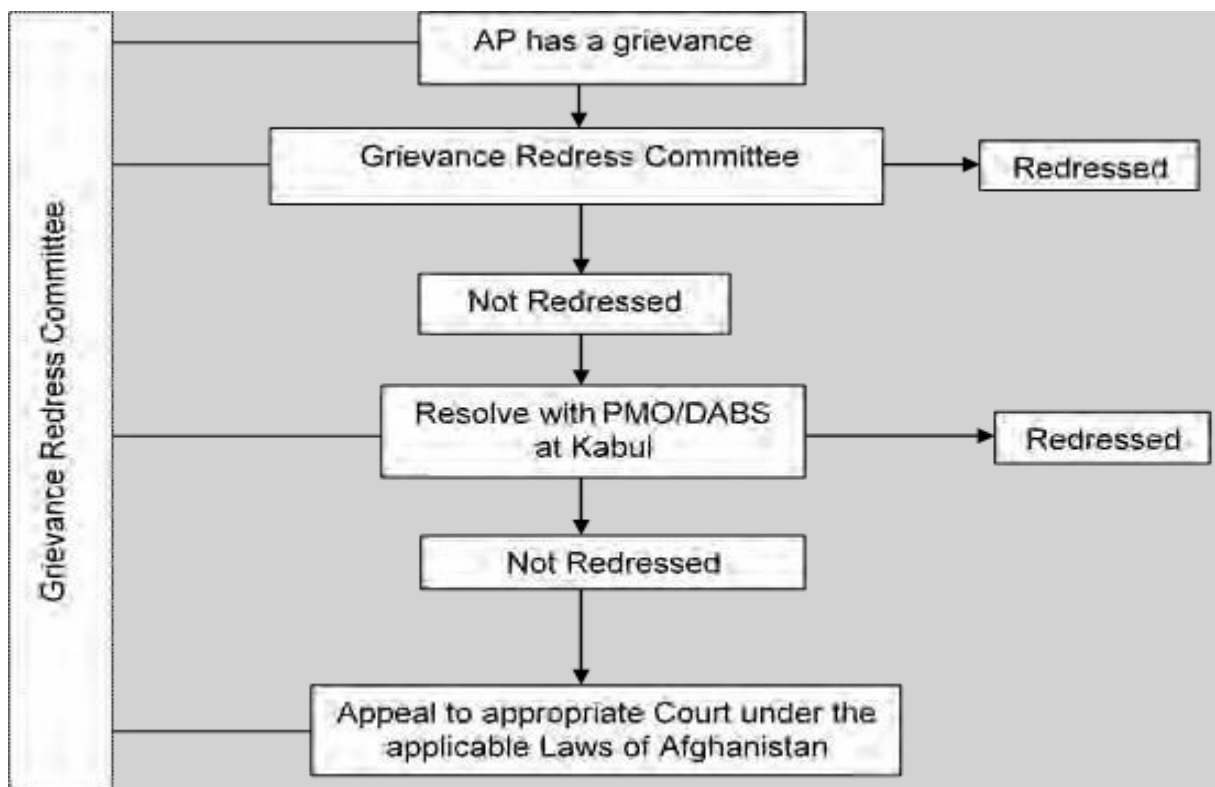 Grievance Redress Committee
AP has a grievance
Grievance Redress Committee
Redressed
Not Redressed
Resolve with PMO/DABS
at Kabul
Redressed
Not Redressed
Appeal to appropriate Court under the
applicable Laws of Afghanistan